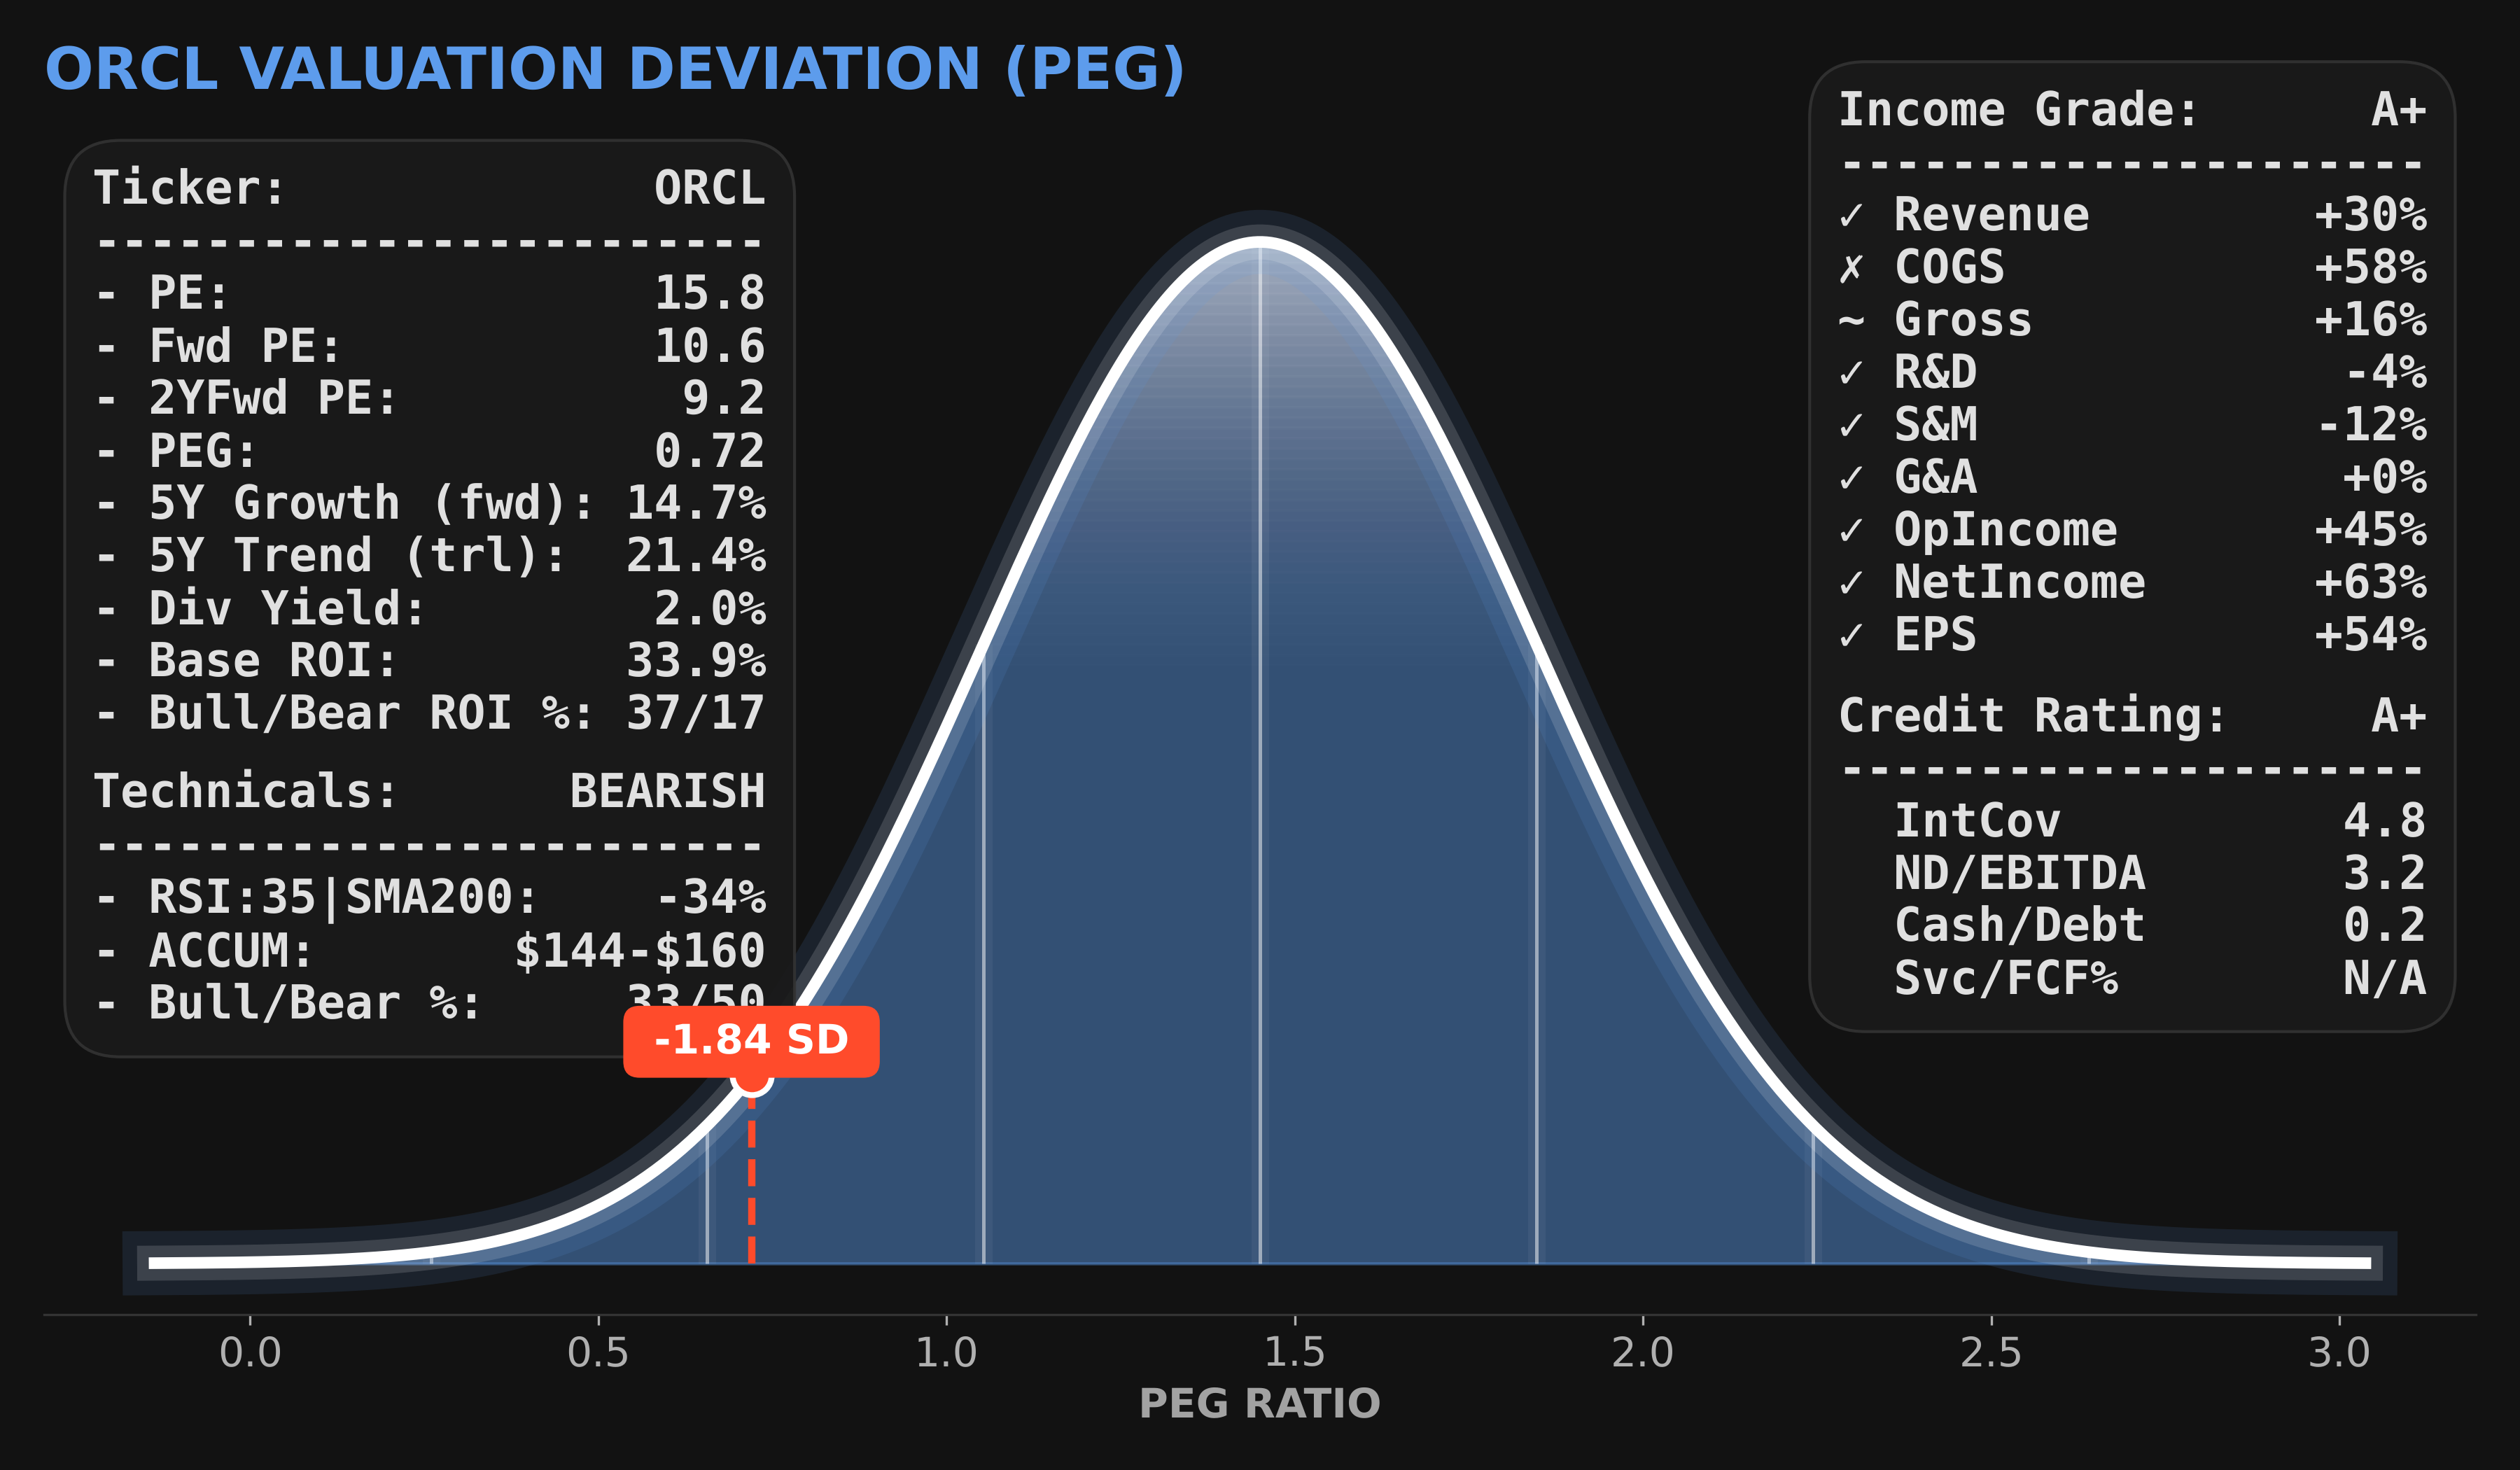 ORCL VALUATION DEVIATION (PEG)
Ticker: ORCL
------------------------
- PE: 15.8
- Fwd PE: 10.6
- 2YFwd PE: 9.2
- PEG: 0.72
- 5Y Growth (fwd): 14.7%
- 5Y Trend (trl): 21.4%
- Div Yield: 2.0%
- Base ROI: 33.9%
- Bull/Bear ROI %: 37/17
Technicals: BEARISH
------------------------
- RSI:35|SMA200: -34%
- ACCUM: $144-$160
- Bull/Bear %: 33/50
-1.84 SD
Income Grade: A+
---------------------
✓ Revenue +30%
✗ COGS +58%
~ Gross +16%
✓ R&D -4%
✓ S&M -12%
✓ G&A +0%
✓ OpIncome +45%
✓ NetIncome +63%
✓ EPS +54%
Credit Rating: A+
---------------------
IntCov 4.8
ND/EBITDA 3.2
Cash/Debt 0.2
Svc/FCF% N/A
0.0 0.5 1.0 1.5 2.0 2.5 3.0
PEG RATIO